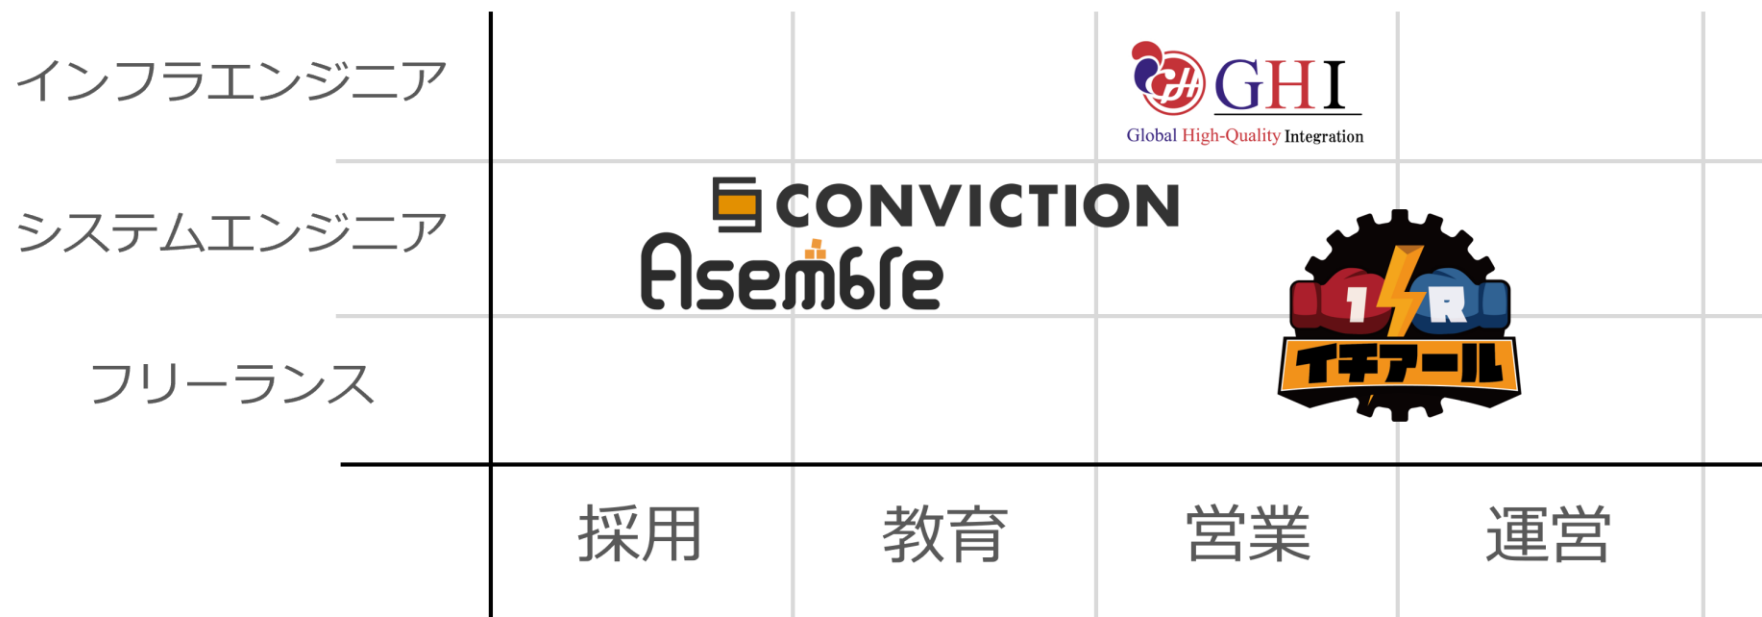 インフラエンジニア
GHI
Global High-Quality Integration
システムエンジニア
CONVICTION
Asembre
1 R
イチアール
フリーランス
採用 教育 営業 運営